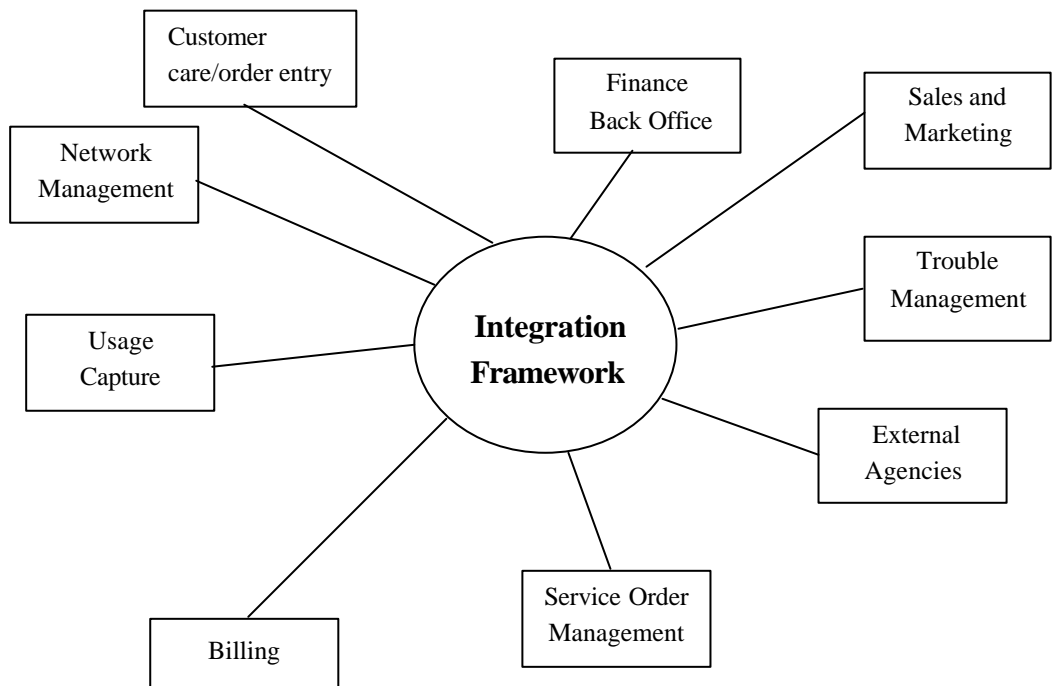 Customer
care/order entry
Finance
Back Office
Sales and
Marketing
Network
Management
Trouble
Management
Integration
Framework
Usage
Capture
External
Agencies
Service Order
Management
Billing